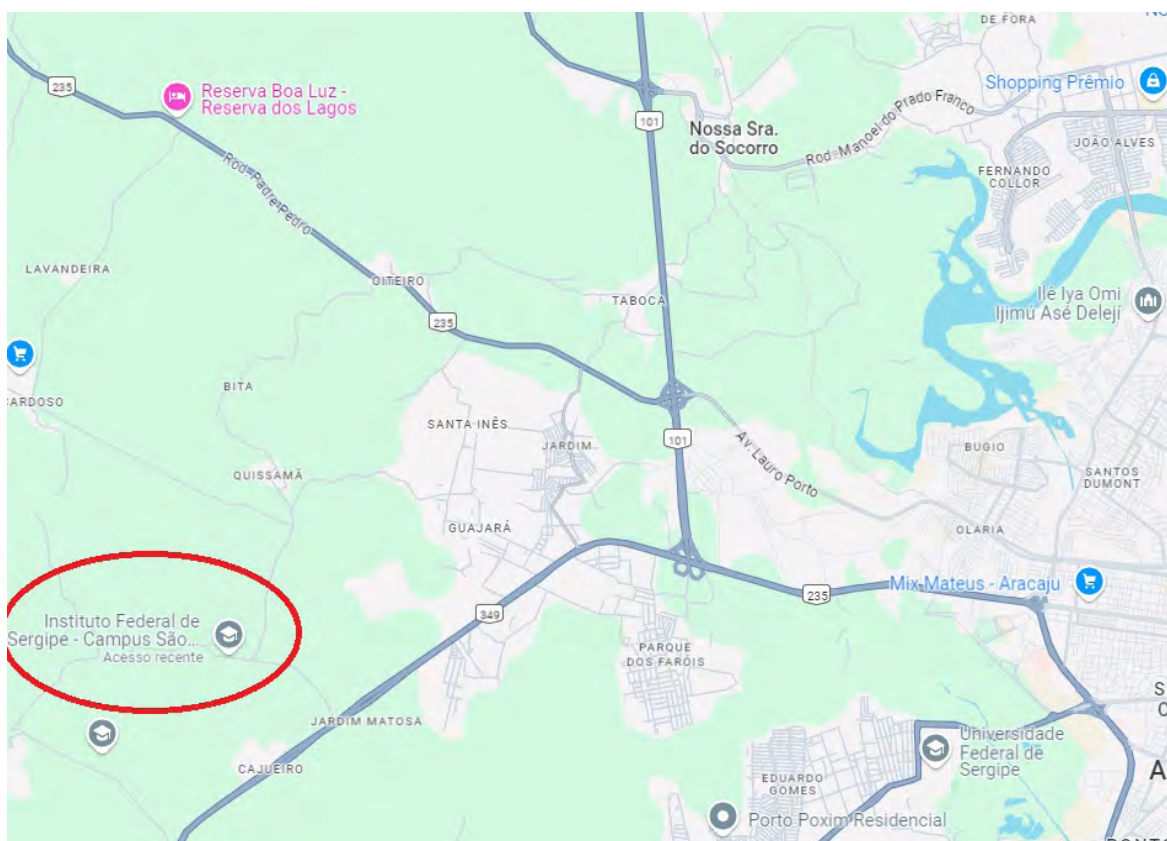 DE FORA
Shopping Prêmio
235
Reserva Boa Luz -
Reserva dos Lagos
101
Nossa Sra.
do Socorro
Rod. Manoel do Prado Franco
JOÃO ALVES
FERNANDO
COLLOR
Rod. Padre Pedro
LAVANDEIRA
OITEIRO
TABOCA
Ilê Iya Omi
Ijimú Asé Delejí
235
BITA
CARDOSO
SANTA INÊS
JARDIM
101
Av. Lauro Porto
BUGIO
SANTOS
DUMONT
QUISSAMÃ
GUAJARÁ
OLARIA
Mix Mateus - Aracaju
235
349
Instituto Federal de
Sergipe - Campus São...
Acesso recente
PARQUE
DOS FARÓIS
JARDIM MATOSA
CAJUEIRO
Universidade
Federal de
Sergipe
EDUARDO
GOMES
Porto Poxim Residencial